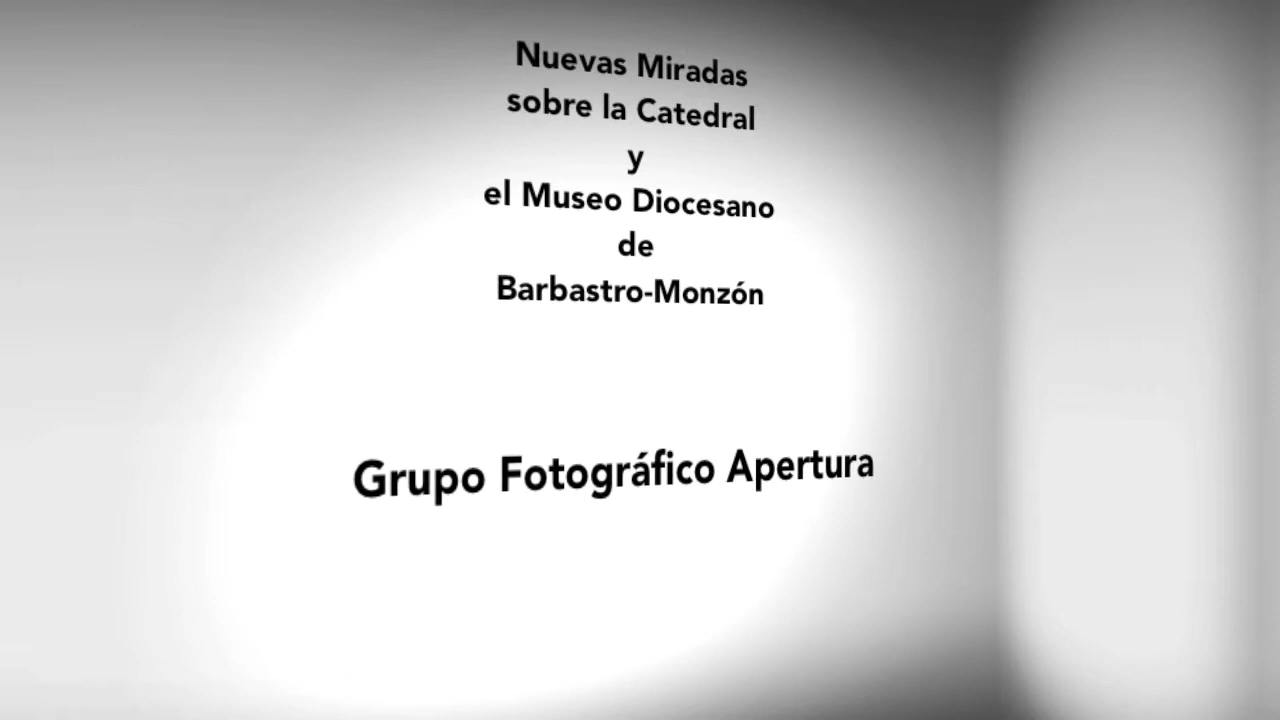 Nuevas Miradas
sobre la Catedral
y
el Museo Diocesano
de
Barbastro-Monzón
Grupo Fotográfico Apertura